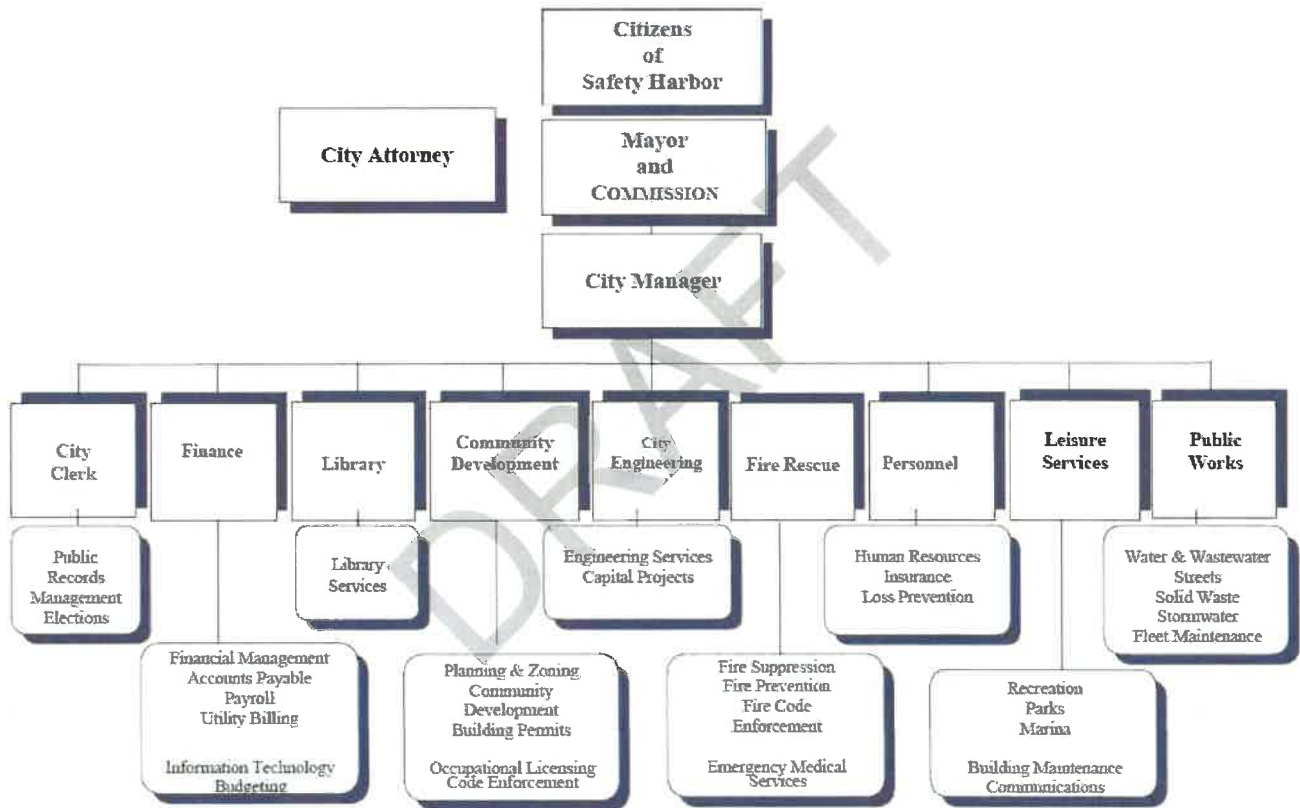 Citizens
of
Safety Harbor
City Attorney
Mayor
and
COMMISSION
City Manager
City
Clerk
Finance
Library
Community
Development
City
Engineering
Fire Rescue
Personnel
Leisure
Services
Public
Works
Public
Records
Management
Elections
Library
Services
Engineering Services
Capital Projects
Human Resources
Insurance
Loss Prevention
Water & Wastewater
Streets
Solid Waste
Stormwater
Fleet Maintenance
Financial Management
Accounts Payable
Payroll
Utility Billing
Information Technology
Budgeting
Planning & Zoning
Community
Development
Building Permits
Occupational Licensing
Code Enforcement
Fire Suppression
Fire Prevention
Fire Code
Enforcement
Emergency Medical
Services
Recreation
Parks
Marina
Building Maintenance
Communications
DRAFT